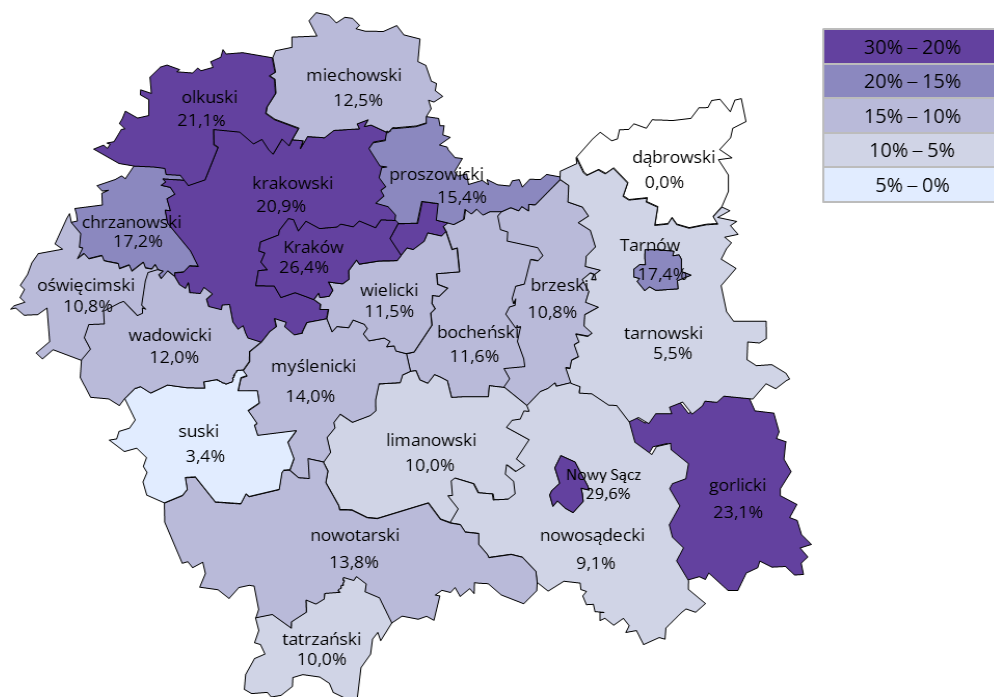 30% – 20%
20% – 15%
15% – 10%
10% – 5%
5% – 0%
miechowski
12,5%
olkuski
21,1%
dąbrowski
0,0%
proszowicki
15,4%
krakowski
20,9%
chrzanowski
17,2%
Kraków
26,4%
Tarnów
17,4%
oświęcimski
10,8%
wielicki
11,5%
brzeski
10,8%
bocheński
11,6%
wadowicki
12,0%
tarnowski
5,5%
myślenicki
14,0%
suski
3,4%
limanowski
10,0%
Nowy Sącz
29,6%
gorlicki
23,1%
nowotarski
13,8%
nowosądecki
9,1%
tatrzański
10,0%